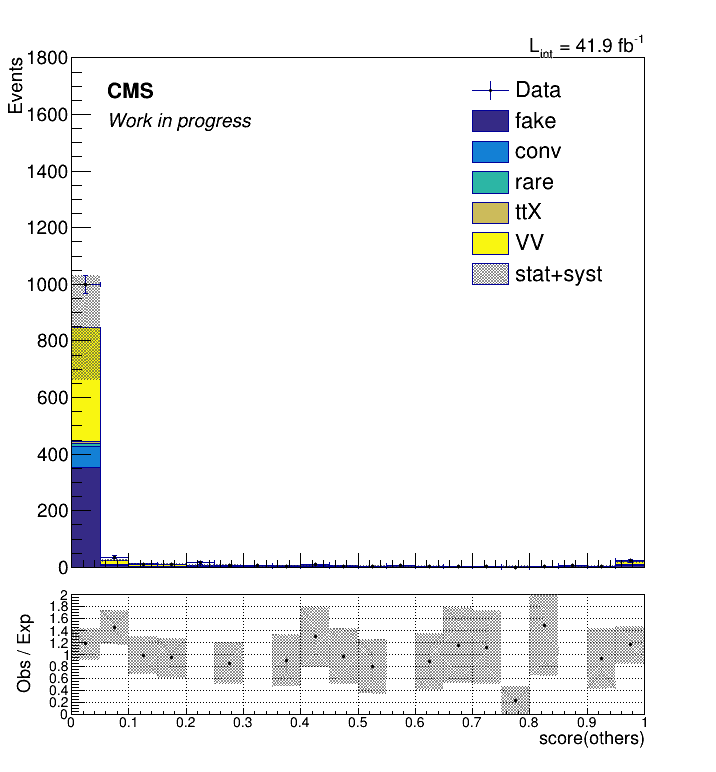 L_int = 41.9 fb^-1
Events
1800
1600
1400
1200
1000
800
600
400
200
0
CMS
Work in progress
Data
fake
conv
rare
ttX
VV
stat+syst
Obs / Exp
2
1.8
1.6
1.4
1.2
1
0.8
0.6
0.4
0.2
0
0 0.1 0.2 0.3 0.4 0.5 0.6 0.7 0.8 0.9 1
score(others)